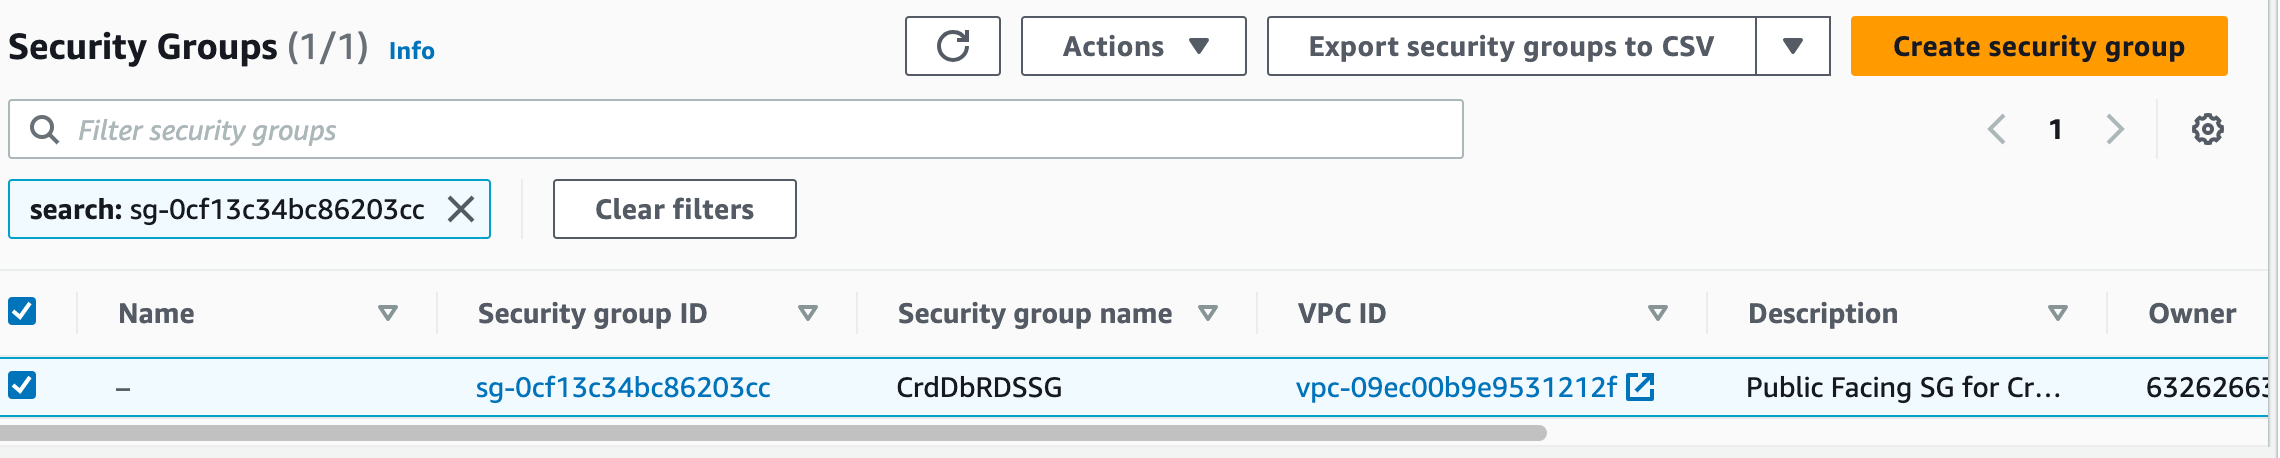 Security Groups (1/1) Info Actions Export security groups to CSV Create security group
Filter security groups 1
search: sg-0cf13c34bc86203cc Clear filters
Name Security group ID Security group name VPC ID Description Owner
– sg-0cf13c34bc86203cc CrdDbRDSSG vpc-09ec00b9e9531212f Public Facing SG for Cr... 63262663